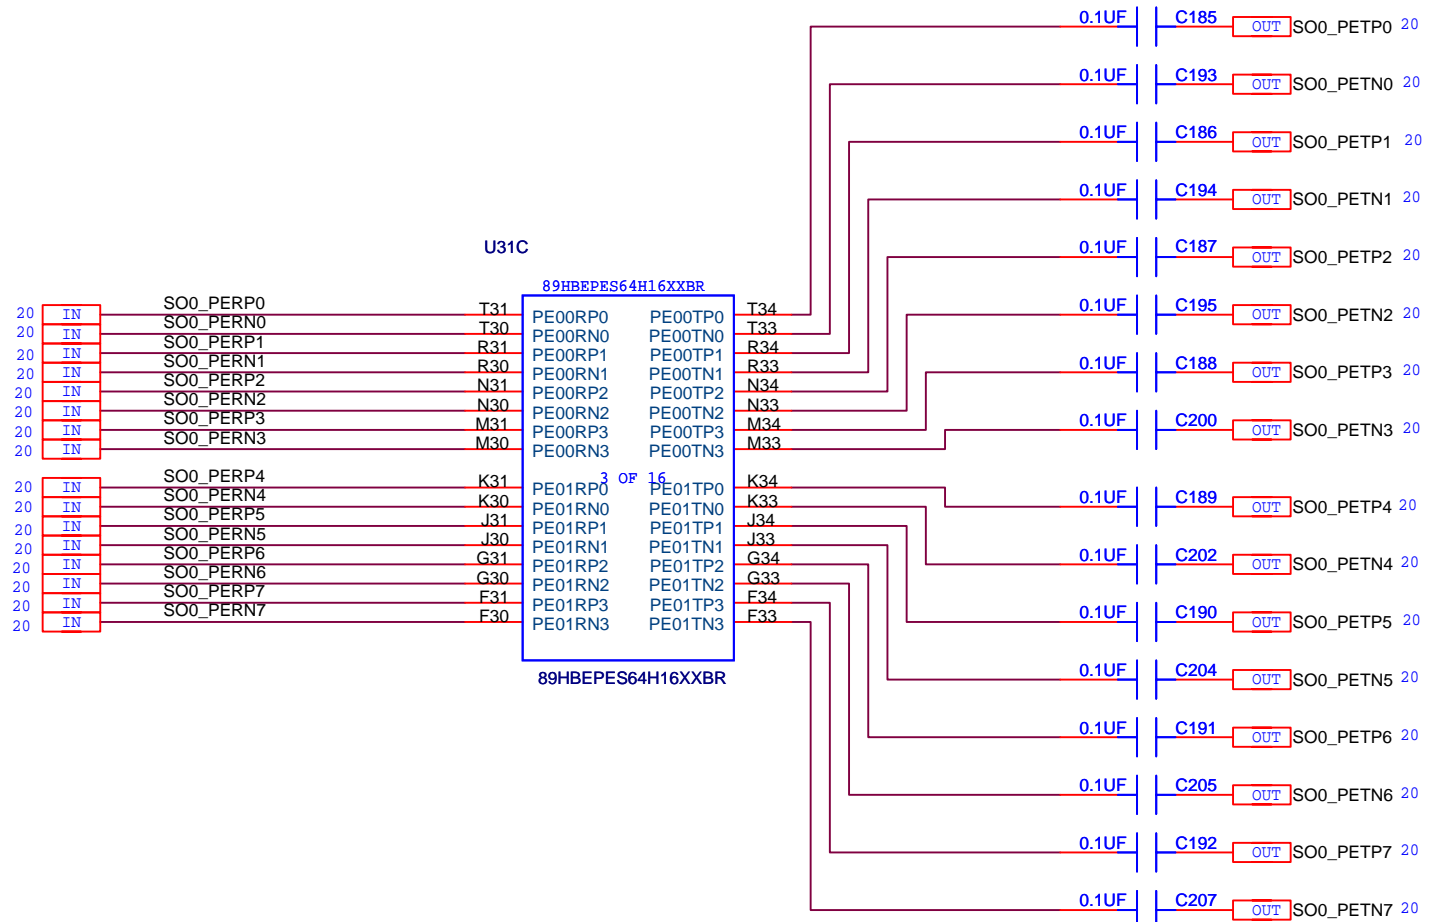 0.1UF C185 OUT SO0_PETP0 20
0.1UF C193 OUT SO0_PETN0 20
0.1UF C186 OUT SO0_PETP1 20
0.1UF C194 OUT SO0_PETN1 20
0.1UF C187 OUT SO0_PETP2 20
0.1UF C195 OUT SO0_PETN2 20
0.1UF C188 OUT SO0_PETP3 20
0.1UF C200 OUT SO0_PETN3 20
0.1UF C189 OUT SO0_PETP4 20
0.1UF C202 OUT SO0_PETN4 20
0.1UF C190 OUT SO0_PETP5 20
0.1UF C204 OUT SO0_PETN5 20
0.1UF C191 OUT SO0_PETP6 20
0.1UF C205 OUT SO0_PETN6 20
0.1UF C192 OUT SO0_PETP7 20
0.1UF C207 OUT SO0_PETN7 20
U31C
89HBEPES64H16XXBR
20 IN SO0_PERP0 T31 PE00RP0 PE00TP0 T34
20 IN SO0_PERN0 T30 PE00RN0 PE00TN0 T33
20 IN SO0_PERP1 R31 PE00RP1 PE00TP1 R34
20 IN SO0_PERN1 R30 PE00RN1 PE00TN1 R33
20 IN SO0_PERP2 N31 PE00RP2 PE00TP2 N34
20 IN SO0_PERN2 N30 PE00RN2 PE00TN2 N33
20 IN SO0_PERP3 M31 PE00RP3 PE00TP3 M34
20 IN SO0_PERN3 M30 PE00RN3 PE00TN3 M33
3 OF 16
20 IN SO0_PERP4 K31 PE01RP0 PE01TP0 K34
20 IN SO0_PERN4 K30 PE01RN0 PE01TN0 K33
20 IN SO0_PERP5 J31 PE01RP1 PE01TP1 J34
20 IN SO0_PERN5 J30 PE01RN1 PE01TN1 J33
20 IN SO0_PERP6 G31 PE01RP2 PE01TP2 G34
20 IN SO0_PERN6 G30 PE01RN2 PE01TN2 G33
20 IN SO0_PERP7 F31 PE01RP3 PE01TP3 F34
20 IN SO0_PERN7 F30 PE01RN3 PE01TN3 F33
89HBEPES64H16XXBR